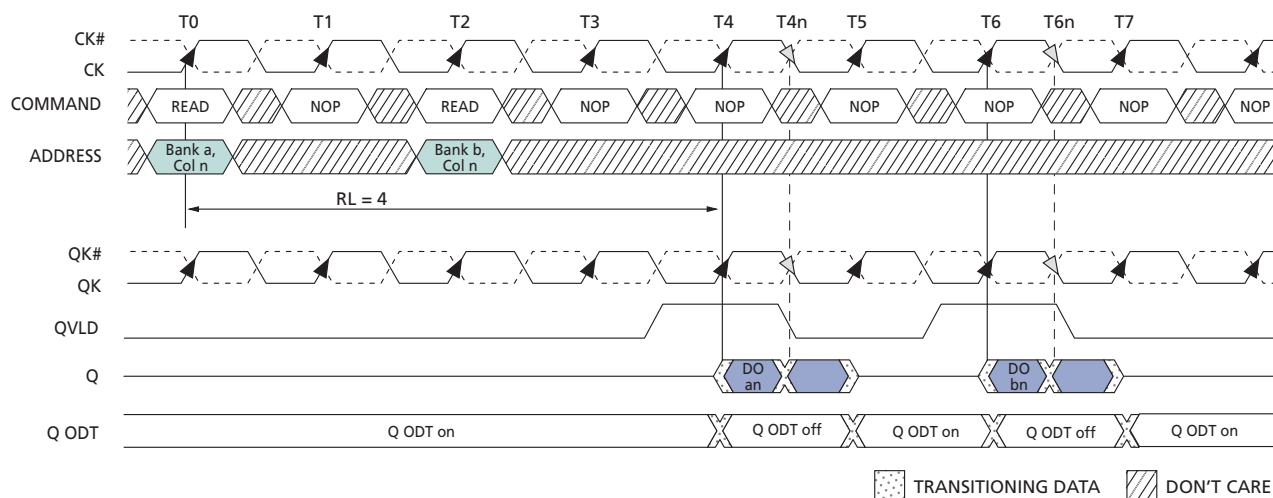 T0 T1 T2 T3 T4 T4n T5 T6 T6n T7
CK#
CK
COMMAND READ NOP READ NOP NOP NOP NOP NOP NOP
ADDRESS Bank a, Col n Bank b, Col n
RL = 4
QK#
QK
QVLD
Q DO an DO bn
Q ODT Q ODT on Q ODT off Q ODT on Q ODT off Q ODT on
TRANSITIONING DATA DON'T CARE